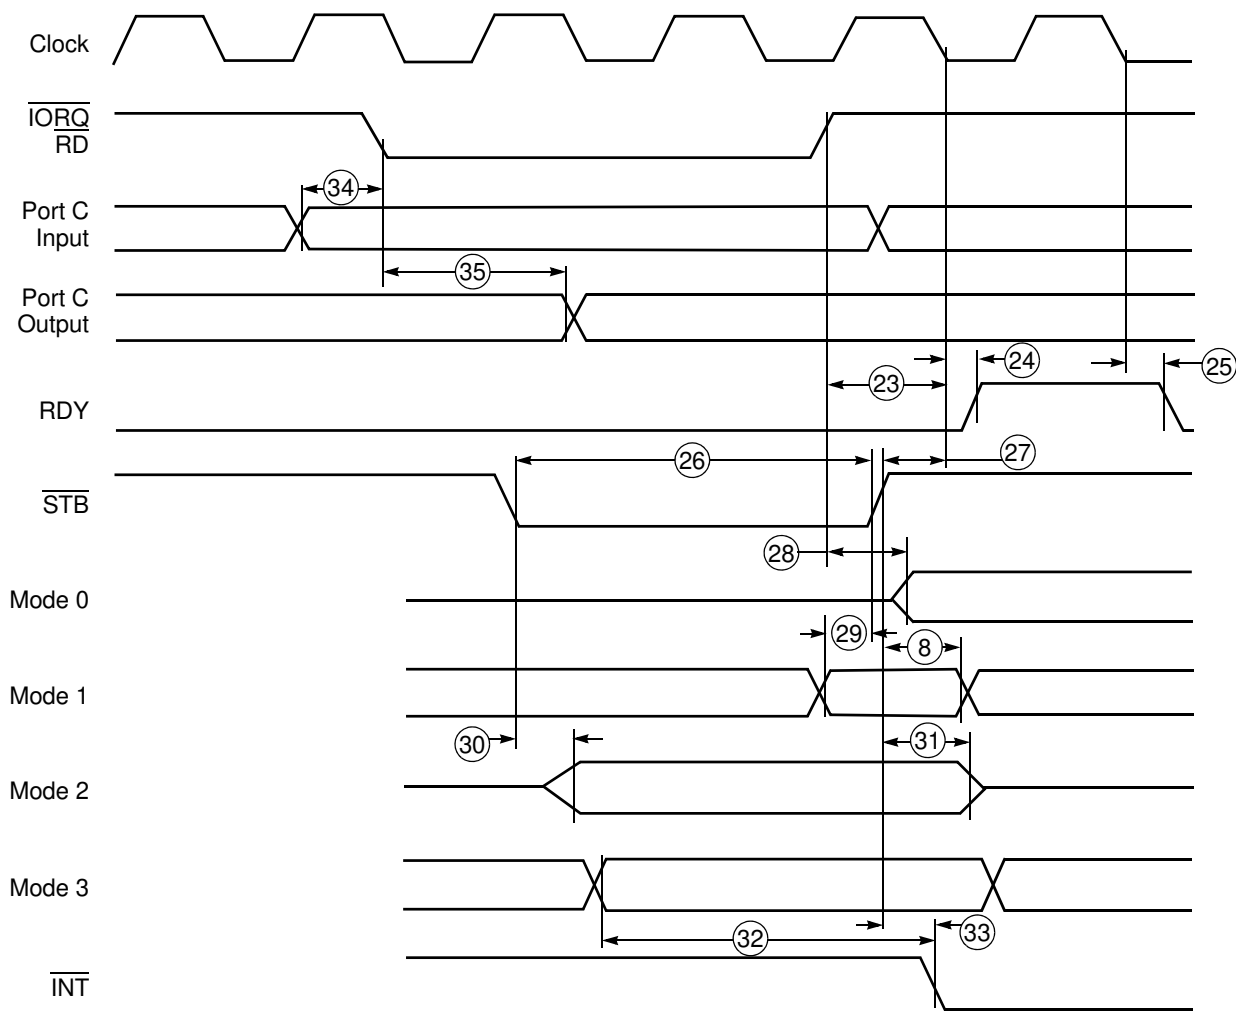 Clock
IORQ
RD
34
Port C
Input
35
Port C
Output
24
25
23
RDY
26
27
STB
28
Mode 0
29
8
Mode 1
30
31
Mode 2
Mode 3
32
33
INT